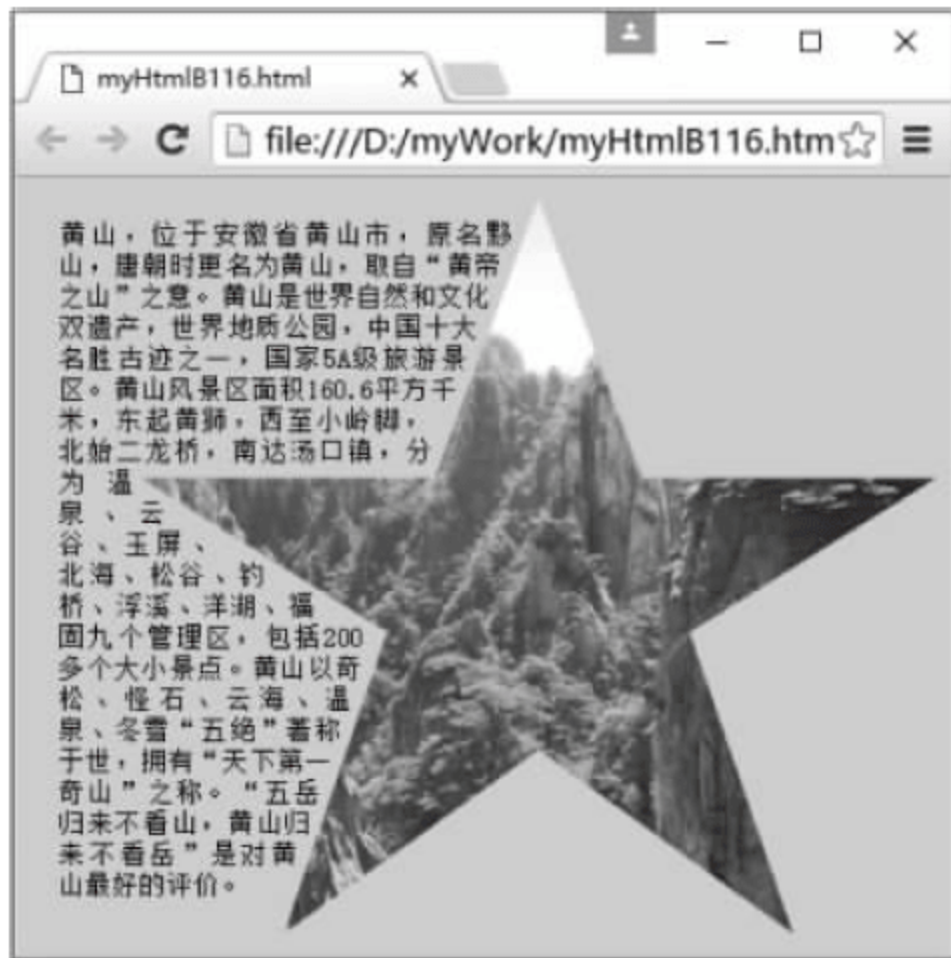 myHtmlB116.html
file:///D:/myWork/myHtmlB116.htm
黄山，位于安徽省黄山市，原名黟
山，唐朝时更名为黄山，取自“黄帝
之山”之意。黄山是世界自然和文化
双遗产，世界地质公园，中国十大
名胜古迹之一，国家5A级旅游景
区。黄山风景区面积160.6平方千
米，东起黄狮，西至小岭脚，
北始二龙桥，南达汤口镇，分
为 温
泉 、云
谷 、玉屏 、
北海、松谷、钓
桥、浮溪、洋湖、福
固九个管理区，包括200
多个大小景点。黄山以奇
松、怪石、云海、温
泉、冬雪“五绝”著称
于世，拥有“天下第一
奇山”之称。“五岳
归来不看山，黄山归
来不看岳”是对黄
山最好的评价。